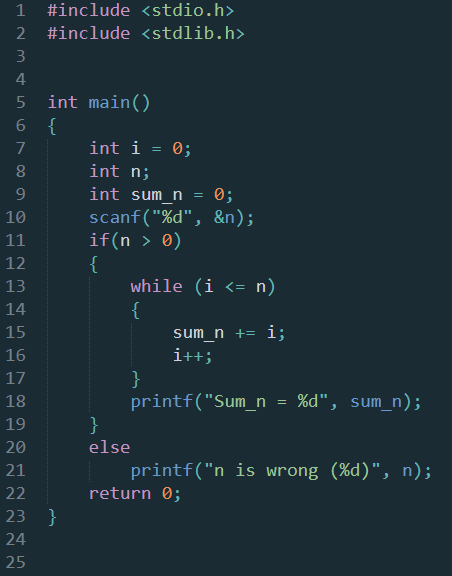 1 #include <stdio.h>
2 #include <stdlib.h>
3
4
5 int main()
6 {
7     int i = 0;
8     int n;
9     int sum_n = 0;
10     scanf("%d", &n);
11     if(n > 0)
12     {
13         while (i <= n)
14         {
15             sum_n += i;
16             i++;
17         }
18         printf("Sum_n = %d", sum_n);
19     }
20     else
21         printf("n is wrong (%d)", n);
22     return 0;
23 }
24
25